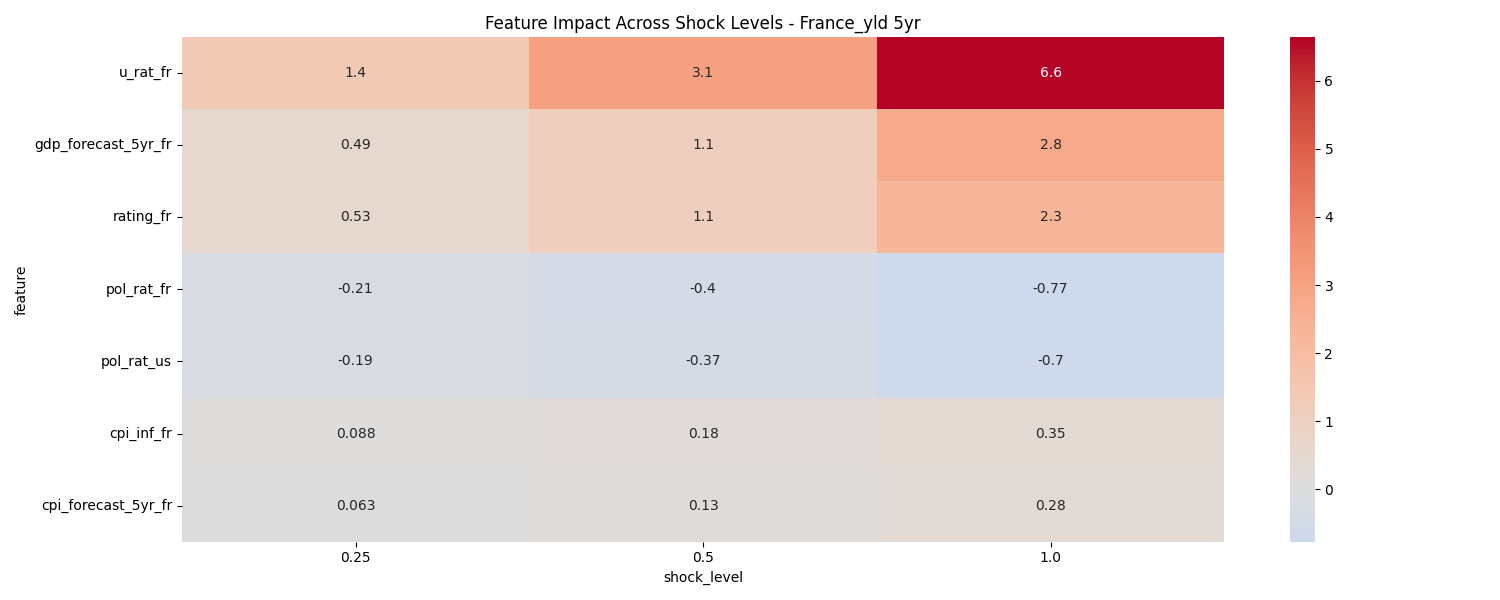 Feature Impact Across Shock Levels - France_yld 5yr
feature
u_rat_fr 1.4 3.1 6.6
gdp_forecast_5yr_fr 0.49 1.1 2.8
rating_fr 0.53 1.1 2.3
pol_rat_fr -0.21 -0.4 -0.77
pol_rat_us -0.19 -0.37 -0.7
cpi_inf_fr 0.088 0.18 0.35
cpi_forecast_5yr_fr 0.063 0.13 0.28
0.25 0.5 1.0
shock_level
6
5
4
3
2
1
0